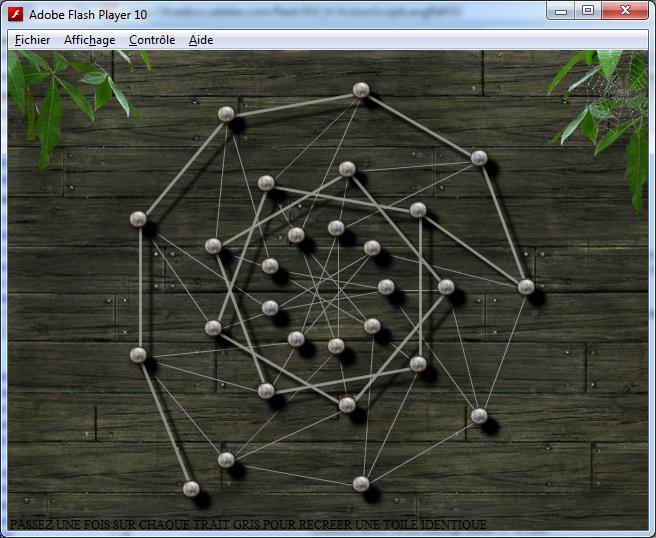 Adobe Flash Player 10
Fichier Affichage Contrôle Aide
PASSEZ UNE FOIS SUR CHAQUE TRAIT GRIS POUR RECREER UNE TOILE IDENTIQUE